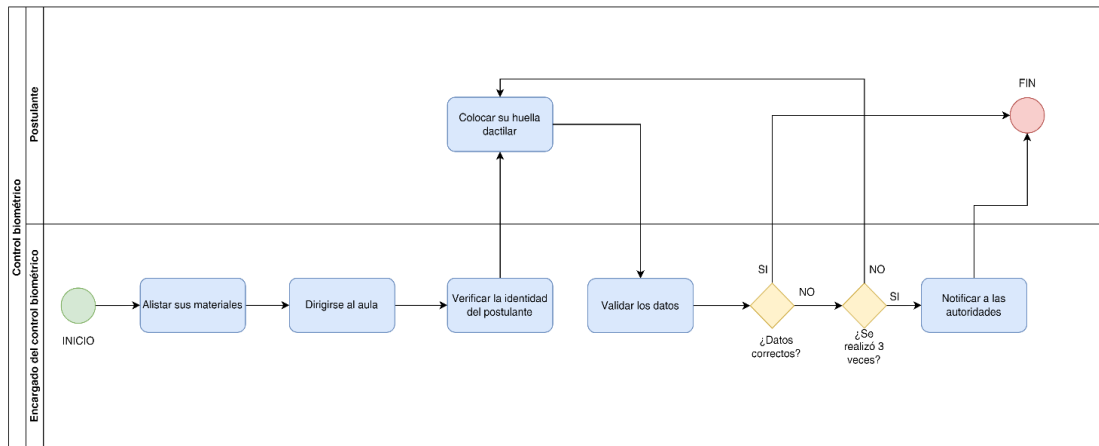 Control biométrico
Postulante
Encargado del control biométrico
Colocar su huella
dactilar
FIN
INICIO
Alistar sus materiales
Dirigirse al aula
Verificar la identidad
del postulante
Validar los datos
SI
NO
¿Datos
correctos?
NO
SI
¿Se
realizó 3
veces?
Notificar a las
autoridades